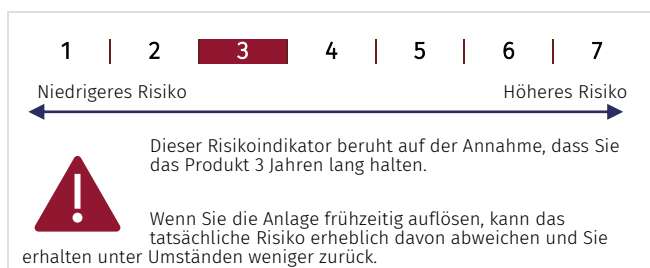 1 | 2 | 3 | 4 | 5 | 6 | 7
Niedrigeres Risiko Höheres Risiko
Dieser Risikoindikator beruht auf der Annahme, dass Sie
das Produkt 3 Jahren lang halten.
Wenn Sie die Anlage frühzeitig auflösen, kann das
tatsächliche Risiko erheblich davon abweichen und Sie
erhalten unter Umständen weniger zurück.